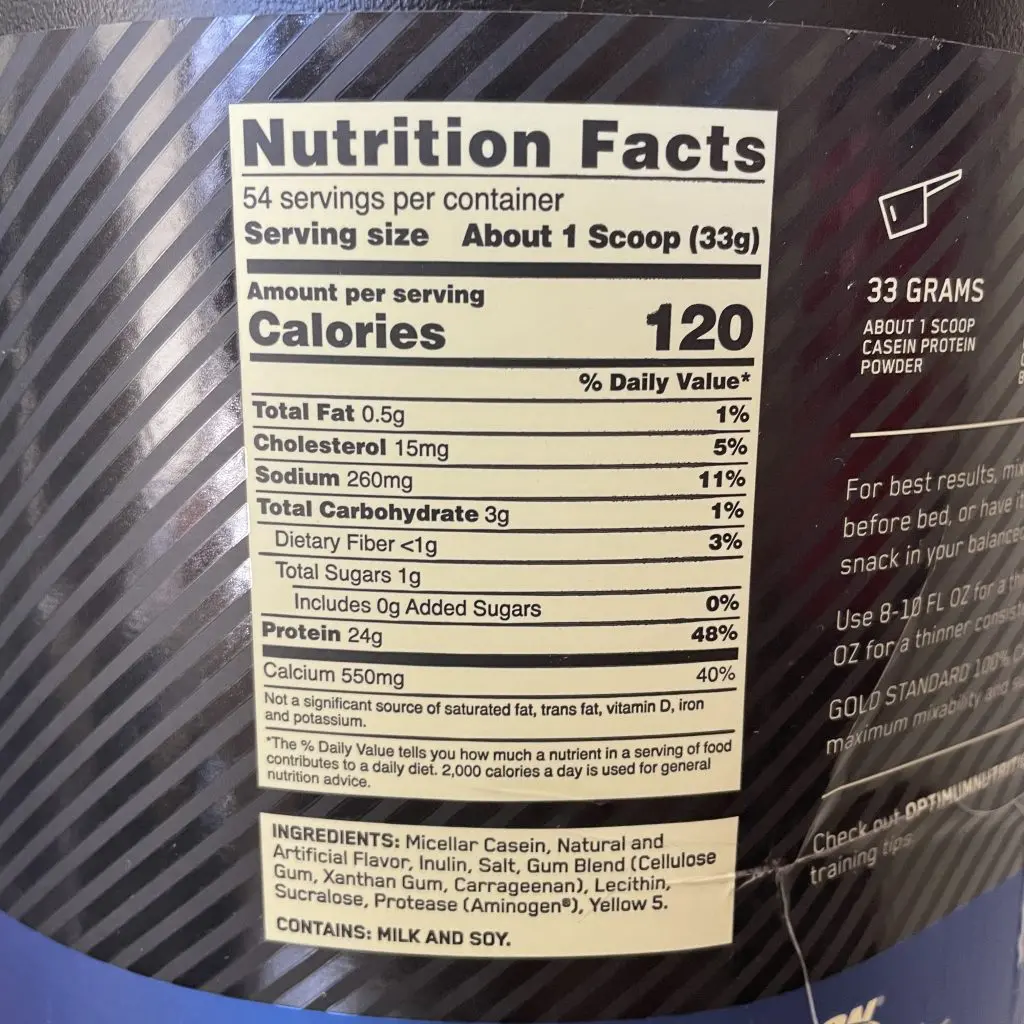 Nutrition Facts
54 servings per container
Serving size About 1 Scoop (33g)
Amount per serving
Calories 120
% Daily Value*
Total Fat 0.5g 1%
Cholesterol 15mg 5%
Sodium 260mg 11%
Total Carbohydrate 3g 1%
Dietary Fiber <1g 3%
Total Sugars 1g
Includes 0g Added Sugars 0%
Protein 24g 48%
Calcium 550mg 40%
Not a significant source of saturated fat, trans fat, vitamin D, iron
and potassium.
*The % Daily Value tells you how much a nutrient in a serving of food
contributes to a daily diet. 2,000 calories a day is used for general
nutrition advice.
INGREDIENTS: Micellar Casein, Natural and
Artificial Flavor, Inulin, Salt, Gum Blend (Cellulose
Gum, Xanthan Gum, Carrageenan), Lecithin,
Sucralose, Protease (Aminogen®), Yellow 5.
CONTAINS: MILK AND SOY.
33 GRAMS
ABOUT 1 SCOOP
CASEIN PROTEIN
POWDER
For best results,
before bed, or have
snack in your
Use 8-10 FL OZ for a
OZ for a thinner
GOLD STANDARD 100%
maximum mixability and
Check out
training tips.